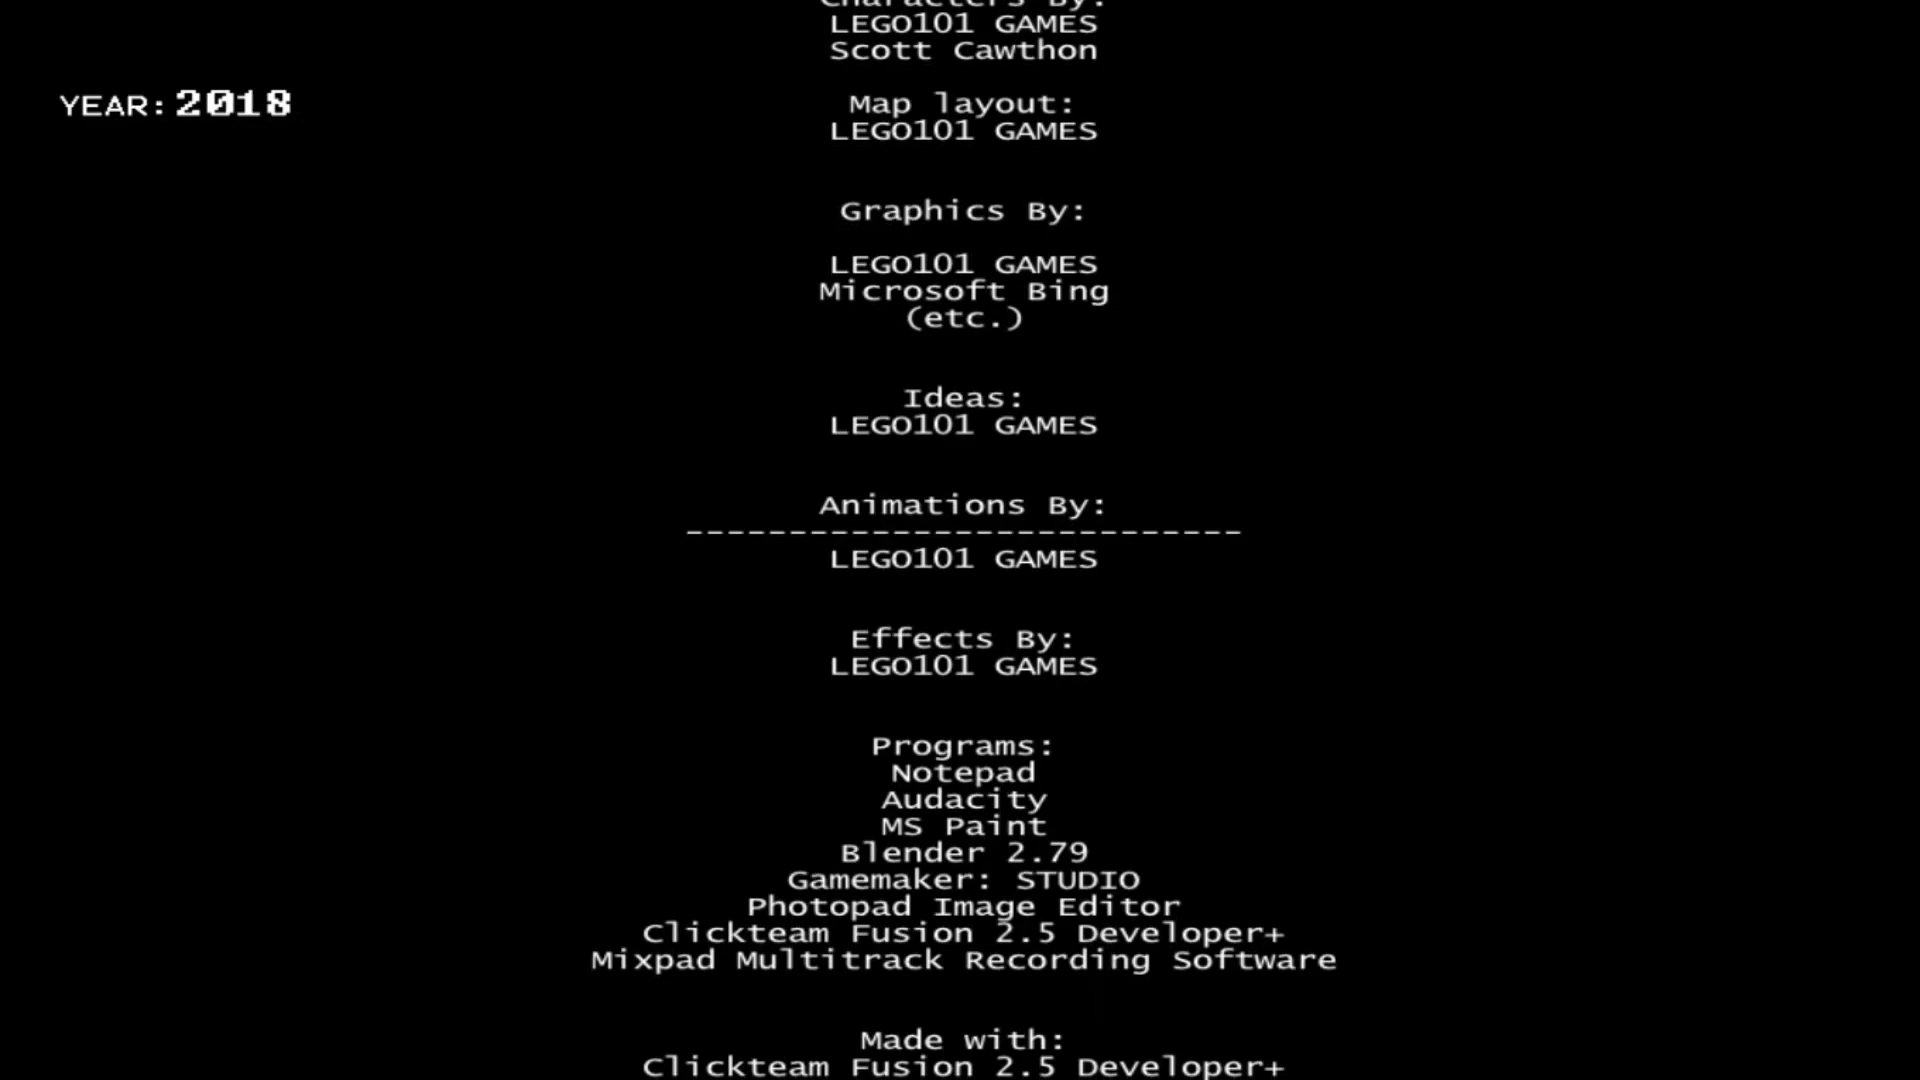 Characters By:
LEGO101 GAMES
Scott Cawthon
YEAR: 2018
Map layout:
LEGO101 GAMES
Graphics By:
LEGO101 GAMES
Microsoft Bing
(etc.)
Ideas:
LEGO101 GAMES
Animations By:
---------------------------
LEGO101 GAMES
Effects By:
LEGO101 GAMES
Programs:
Notepad
Audacity
MS Paint
Blender 2.79
Gamemaker: STUDIO
Photopad Image Editor
Clickteam Fusion 2.5 Developer+
Mixpad Multitrack Recording Software
Made with:
Clickteam Fusion 2.5 Developer+